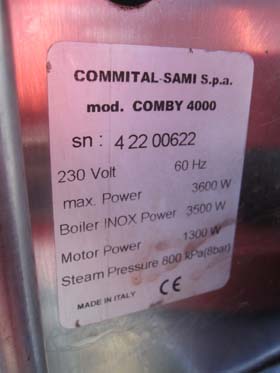 COMMITAL-SAMI S.p.a.
mod. COMBY 4000
sn: 4 22 00622
230 Volt 60 Hz
max. Power 3600 W
Boiler INOX Power 3500 W
Motor Power 1300 W
Steam Pressure 800 kPa(8bar)
MADE IN ITALY CE